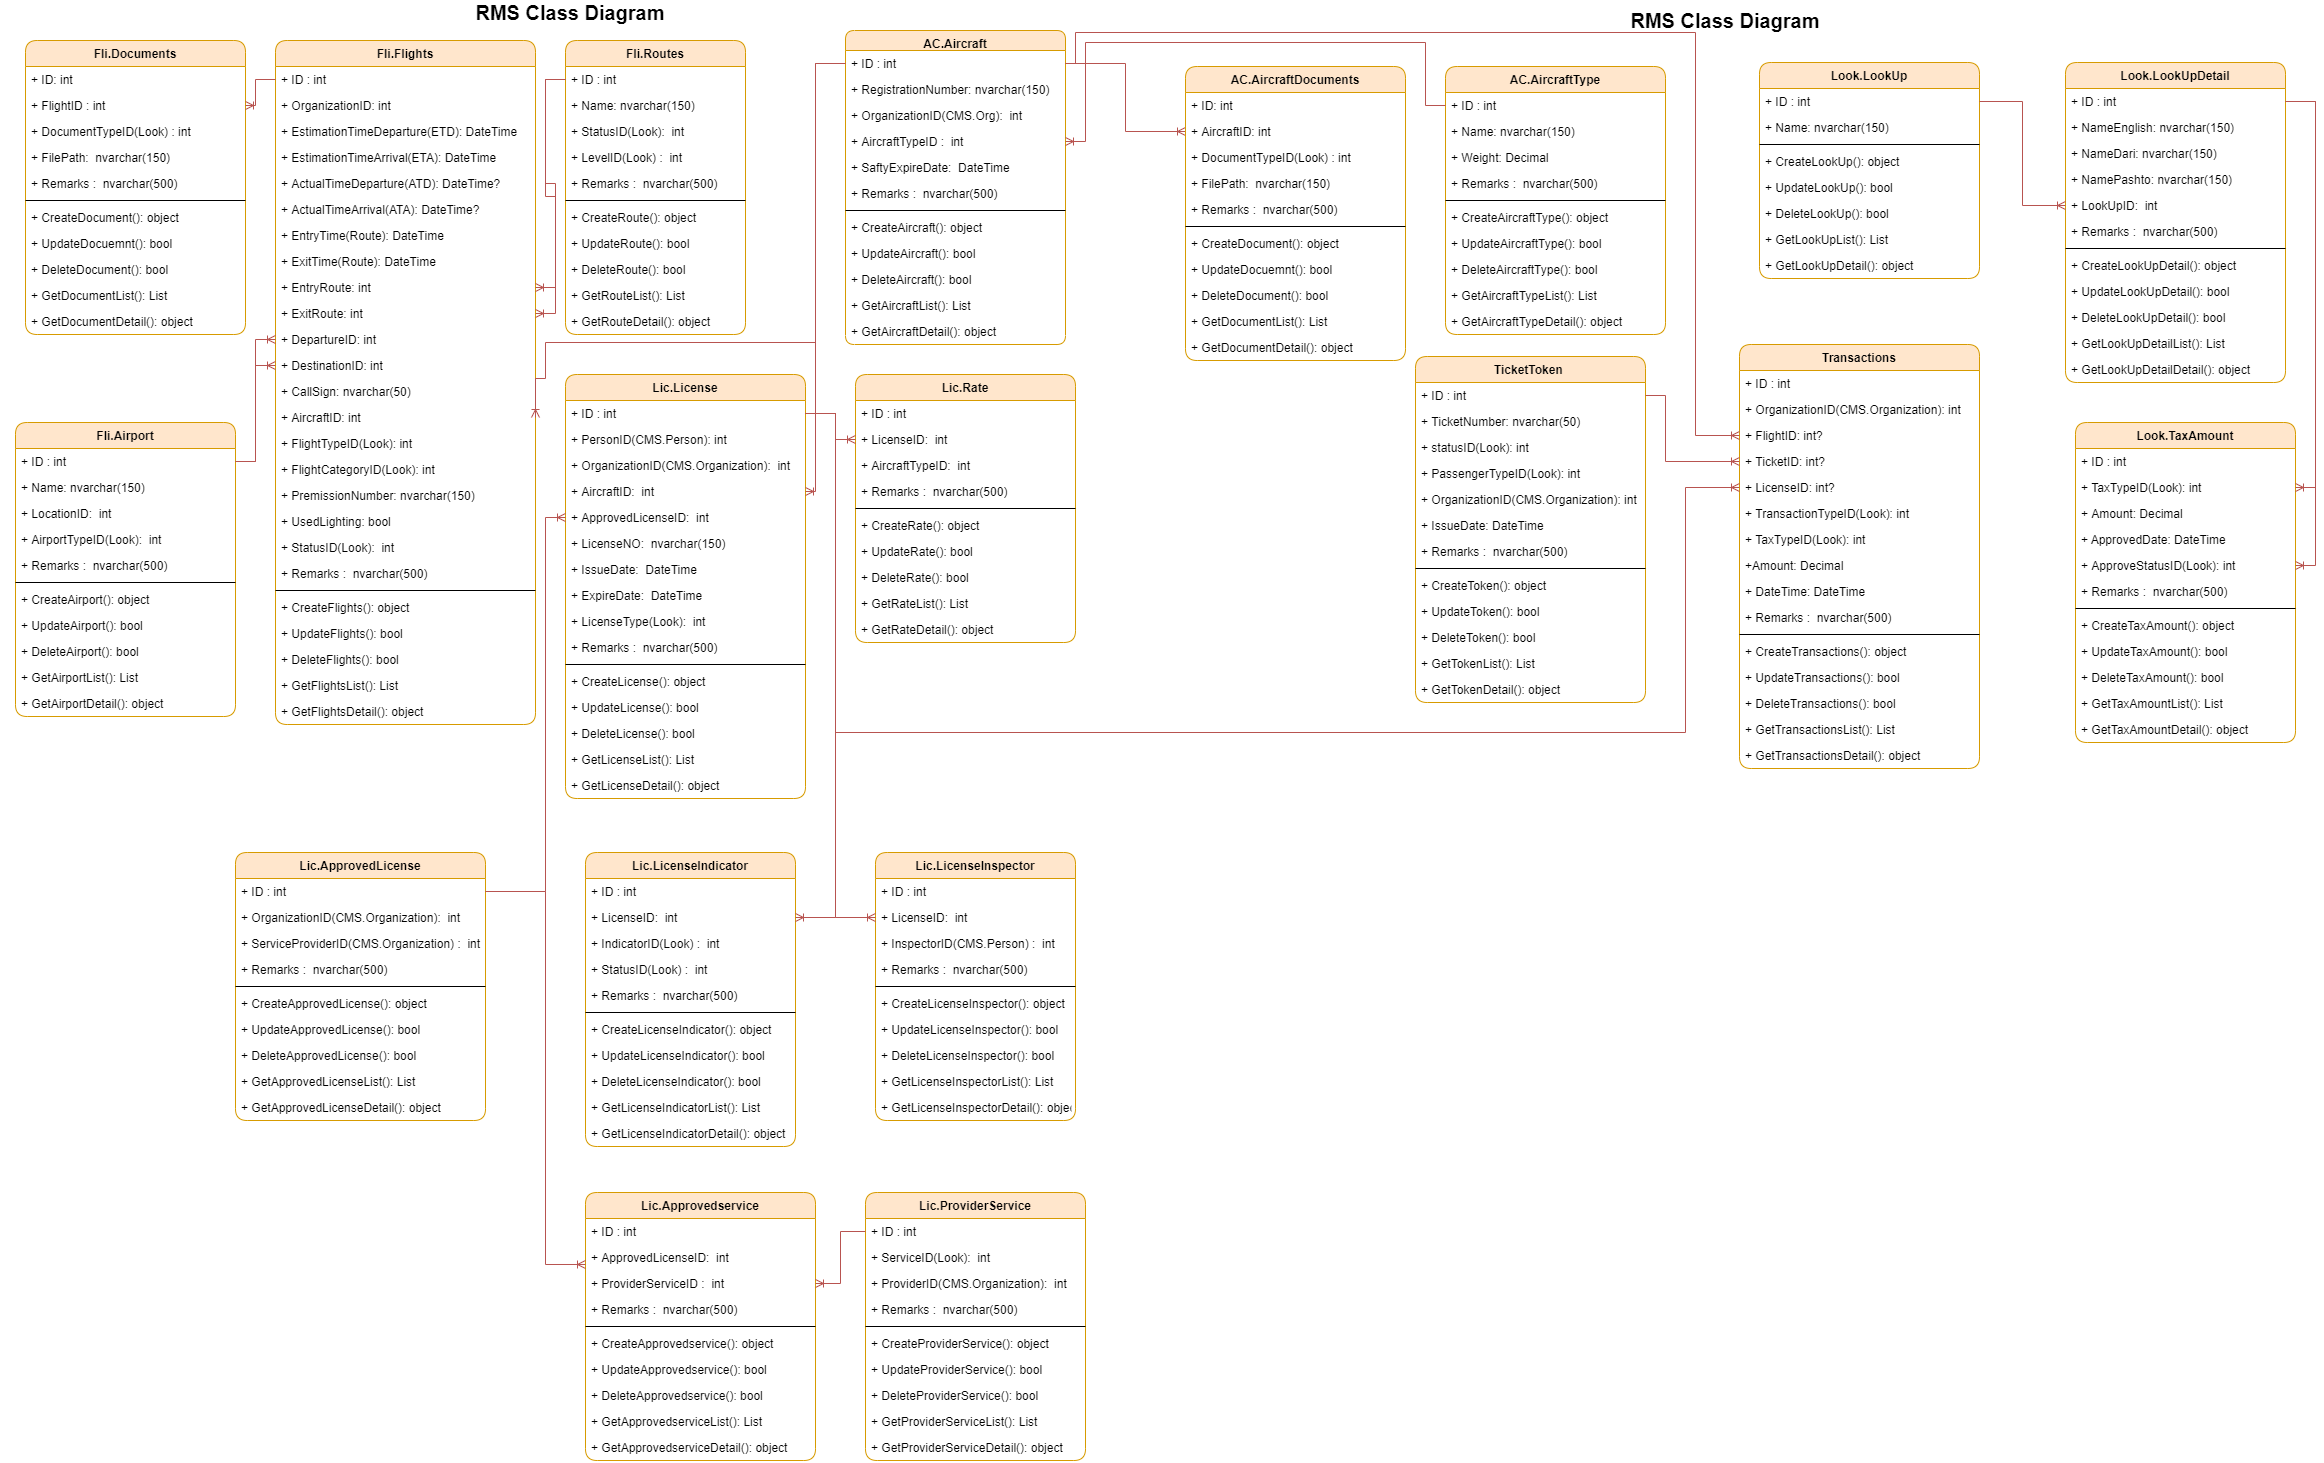 RMS Class Diagram
RMS Class Diagram
Fli.Documents
+ ID: int
+ FlightID : int
+ DocumentTypeID(Look) : int
+ FilePath:  nvarchar(150)
+ Remarks :  nvarchar(500)
+ CreateDocument(): object
+ UpdateDocuemnt(): bool
+ DeleteDocument(): bool
+ GetDocumentList(): List
+ GetDocumentDetail(): object
Fli.Flights
+ ID : int
+ OrganizationID: int
+ EstimationTimeDeparture(ETD): DateTime
+ EstimationTimeArrival(ETA): DateTime
+ ActualTimeDeparture(ATD): DateTime?
+ ActualTimeArrival(ATA): DateTime?
+ EntryTime(Route): DateTime
+ ExitTime(Route): DateTime
+ EntryRoute: int
+ ExitRoute: int
+ DepartureID: int
+ DestinationID: int
+ CallSign: nvarchar(50)
+ AircraftID: int
+ FlightTypeID(Look): int
+ FlightCategoryID(Look): int
+ PremissionNumber: nvarchar(150)
+ UsedLighting: bool
+ StatusID(Look):  int
+ Remarks :  nvarchar(500)
+ CreateFlights(): object
+ UpdateFlights(): bool
+ DeleteFlights(): bool
+ GetFlightsList(): List
+ GetFlightsDetail(): object
Fli.Routes
+ ID : int
+ Name: nvarchar(150)
+ StatusID(Look):  int
+ LevelID(Look) :  int
+ Remarks :  nvarchar(500)
+ CreateRoute(): object
+ UpdateRoute(): bool
+ DeleteRoute(): bool
+ GetRouteList(): List
+ GetRouteDetail(): object
AC.Aircraft
+ ID : int
+ RegistrationNumber: nvarchar(150)
+ OrganizationID(CMS.Org):  int
+ AircraftTypeID :  int
+ SaftyExpireDate:  DateTime
+ Remarks :  nvarchar(500)
+ CreateAircraft(): object
+ UpdateAircraft(): bool
+ DeleteAircraft(): bool
+ GetAircraftList(): List
+ GetAircraftDetail(): object
AC.AircraftDocuments
+ ID: int
+ AircraftID: int
+ DocumentTypeID(Look) : int
+ FilePath:  nvarchar(150)
+ Remarks :  nvarchar(500)
+ CreateDocument(): object
+ UpdateDocuemnt(): bool
+ DeleteDocument(): bool
+ GetDocumentList(): List
+ GetDocumentDetail(): object
AC.AircraftType
+ ID : int
+ Name: nvarchar(150)
+ Weight: Decimal
+ Remarks :  nvarchar(500)
+ CreateAircraftType(): object
+ UpdateAircraftType(): bool
+ DeleteAircraftType(): bool
+ GetAircraftTypeList(): List
+ GetAircraftTypeDetail(): object
Look.LookUp
+ ID : int
+ Name: nvarchar(150)
+ CreateLookUp(): object
+ UpdateLookUp(): bool
+ DeleteLookUp(): bool
+ GetLookUpList(): List
+ GetLookUpDetail(): object
Look.LookUpDetail
+ ID : int
+ NameEnglish: nvarchar(150)
+ NameDari: nvarchar(150)
+ NamePashto: nvarchar(150)
+ LookUpID:  int
+ Remarks :  nvarchar(500)
+ CreateLookUpDetail(): object
+ UpdateLookUpDetail(): bool
+ DeleteLookUpDetail(): bool
+ GetLookUpDetailList(): List
+ GetLookUpDetailDetail(): object
Fli.Airport
+ ID : int
+ Name: nvarchar(150)
+ LocationID:  int
+ AirportTypeID(Look):  int
+ Remarks :  nvarchar(500)
+ CreateAirport(): object
+ UpdateAirport(): bool
+ DeleteAirport(): bool
+ GetAirportList(): List
+ GetAirportDetail(): object
Lic.License
+ ID : int
+ PersonID(CMS.Person): int
+ OrganizationID(CMS.Organization):  int
+ AircraftID:  int
+ ApprovedLicenseID:  int
+ LicenseNO:  nvarchar(150)
+ IssueDate:  DateTime
+ ExpireDate:  DateTime
+ LicenseType(Look):  int
+ Remarks :  nvarchar(500)
+ CreateLicense(): object
+ UpdateLicense(): bool
+ DeleteLicense(): bool
+ GetLicenseList(): List
+ GetLicenseDetail(): object
Lic.Rate
+ ID : int
+ LicenseID:  int
+ AircraftTypeID:  int
+ Remarks :  nvarchar(500)
+ CreateRate(): object
+ UpdateRate(): bool
+ DeleteRate(): bool
+ GetRateList(): List
+ GetRateDetail(): object
TicketToken
+ ID : int
+ TicketNumber: nvarchar(50)
+ statusID(Look): int
+ PassengerTypeID(Look): int
+ OrganizationID(CMS.Organization): int
+ IssueDate: DateTime
+ Remarks :  nvarchar(500)
+ CreateToken(): object
+ UpdateToken(): bool
+ DeleteToken(): bool
+ GetTokenList(): List
+ GetTokenDetail(): object
Transactions
+ ID : int
+ OrganizationID(CMS.Organization): int
+ FlightID: int?
+ TicketID: int?
+ LicenseID: int?
+ TransactionTypeID(Look): int
+ TaxTypeID(Look): int
+Amount: Decimal
+ DateTime: DateTime
+ Remarks :  nvarchar(500)
+ CreateTransactions(): object
+ UpdateTransactions(): bool
+ DeleteTransactions(): bool
+ GetTransactionsList(): List
+ GetTransactionsDetail(): object
Look.TaxAmount
+ ID : int
+ TaxTypeID(Look): int
+ Amount: Decimal
+ ApprovedDate: DateTime
+ ApproveStatusID(Look): int
+ Remarks :  nvarchar(500)
+ CreateTaxAmount(): object
+ UpdateTaxAmount(): bool
+ DeleteTaxAmount(): bool
+ GetTaxAmountList(): List
+ GetTaxAmountDetail(): object
Lic.ApprovedLicense
+ ID : int
+ OrganizationID(CMS.Organization):  int
+ ServiceProviderID(CMS.Organization) :  int
+ Remarks :  nvarchar(500)
+ CreateApprovedLicense(): object
+ UpdateApprovedLicense(): bool
+ DeleteApprovedLicense(): bool
+ GetApprovedLicenseList(): List
+ GetApprovedLicenseDetail(): object
Lic.LicenseIndicator
+ ID : int
+ LicenseID:  int
+ IndicatorID(Look) :  int
+ StatusID(Look) :  int
+ Remarks :  nvarchar(500)
+ CreateLicenseIndicator(): object
+ UpdateLicenseIndicator(): bool
+ DeleteLicenseIndicator(): bool
+ GetLicenseIndicatorList(): List
+ GetLicenseIndicatorDetail(): object
Lic.LicenseInspector
+ ID : int
+ LicenseID:  int
+ InspectorID(CMS.Person) :  int
+ Remarks :  nvarchar(500)
+ CreateLicenseInspector(): object
+ UpdateLicenseInspector(): bool
+ DeleteLicenseInspector(): bool
+ GetLicenseInspectorList(): List
+ GetLicenseInspectorDetail(): obje
Lic.Approvedservice
+ ID : int
+ ApprovedLicenseID:  int
+ ProviderServiceID :  int
+ Remarks :  nvarchar(500)
+ CreateApprovedservice(): object
+ UpdateApprovedservice(): bool
+ DeleteApprovedservice(): bool
+ GetApprovedserviceList(): List
+ GetApprovedserviceDetail(): object
Lic.ProviderService
+ ID : int
+ ServiceID(Look):  int
+ ProviderID(CMS.Organization):  int
+ Remarks :  nvarchar(500)
+ CreateProviderService(): object
+ UpdateProviderService(): bool
+ DeleteProviderService(): bool
+ GetProviderServiceList(): List
+ GetProviderServiceDetail(): object